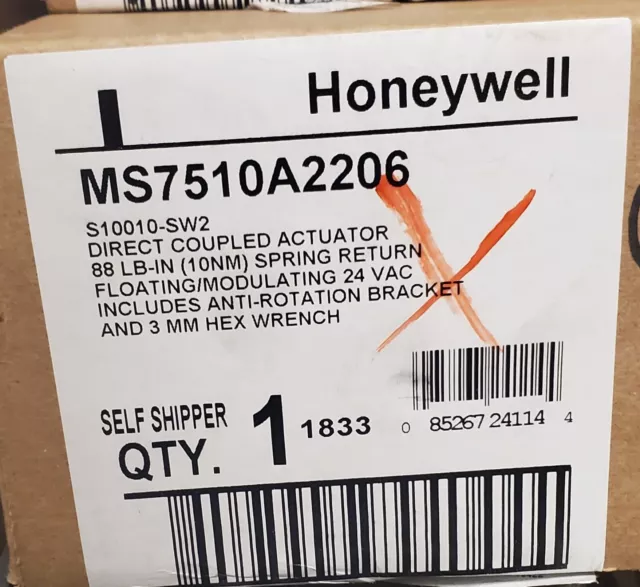 Honeywell
MS7510A2206
S10010-SW2
DIRECT COUPLED ACTUATOR
88 LB-IN (10NM) SPRING RETURN
FLOATING/MODULATING 24 VAC
INCLUDES ANTI-ROTATION BRACKET
AND 3 MM HEX WRENCH
SELF SHIPPER
QTY. 1 1833
0 85267 24114 4